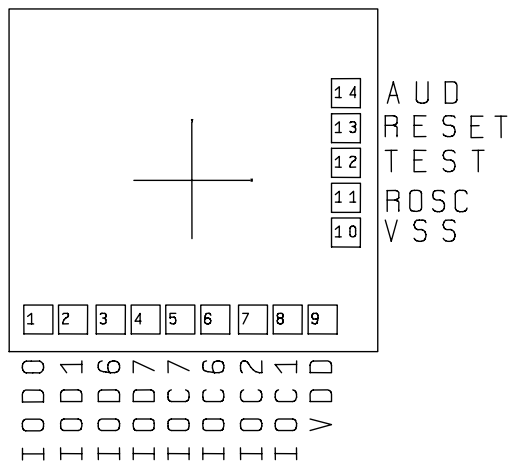 14 AUD
13 RESET
12 TEST
11 ROSC
10 VSS
1 2 3 4 5 6 7 8 9
IOD0
IOD1
IOD6
IOD7
IOC7
IOC6
IOC2
IOC1
VDD